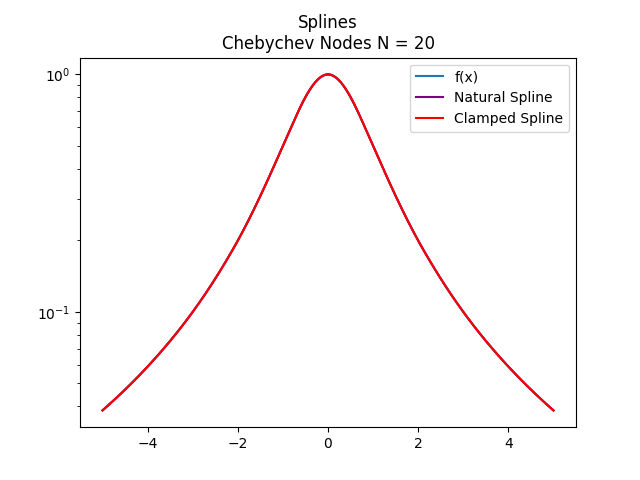 Splines
Chebychev Nodes N = 20
f(x)
Natural Spline
Clamped Spline
10⁰
10⁻¹
−4
−2
0
2
4